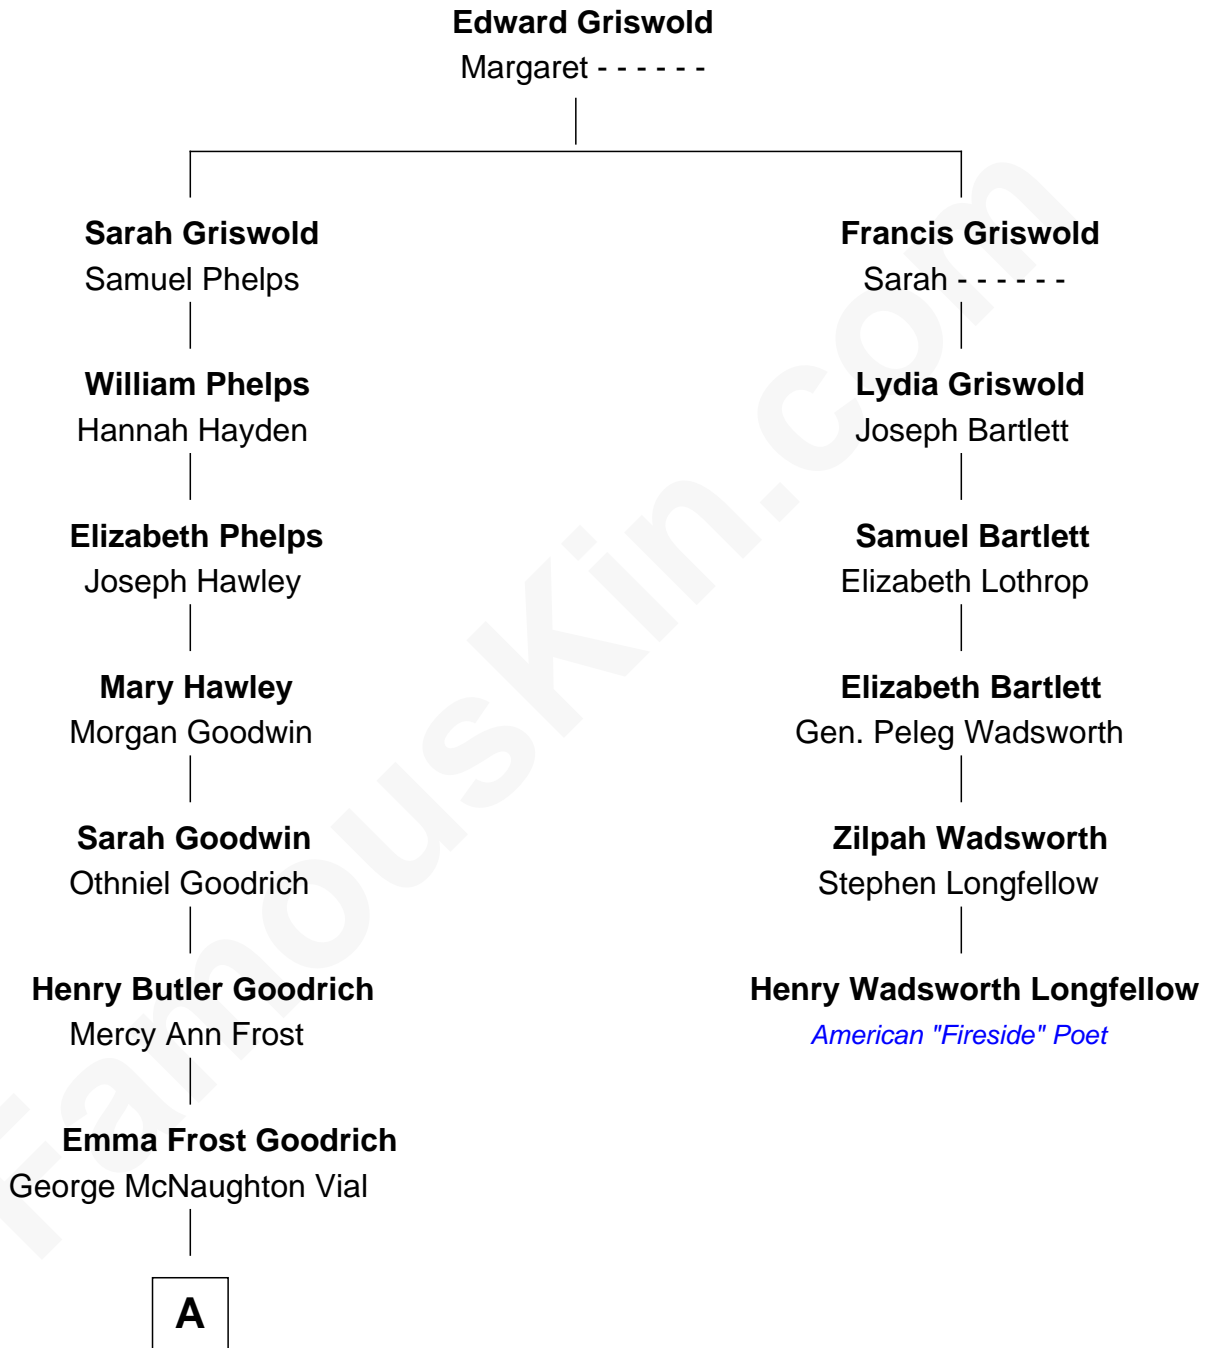 Edward Griswold
Margaret - - - - - -
Sarah Griswold
Samuel Phelps
William Phelps
Hannah Hayden
Elizabeth Phelps
Joseph Hawley
Mary Hawley
Morgan Goodwin
Sarah Goodwin
Othniel Goodrich
Henry Butler Goodrich
Mercy Ann Frost
Emma Frost Goodrich
George McNaughton Vial
A
Francis Griswold
Sarah - - - - - -
Lydia Griswold
Joseph Bartlett
Samuel Bartlett
Elizabeth Lothrop
Elizabeth Bartlett
Gen. Peleg Wadsworth
Zilpah Wadsworth
Stephen Longfellow
Henry Wadsworth Longfellow
American "Fireside" Poet
FamousKin.com